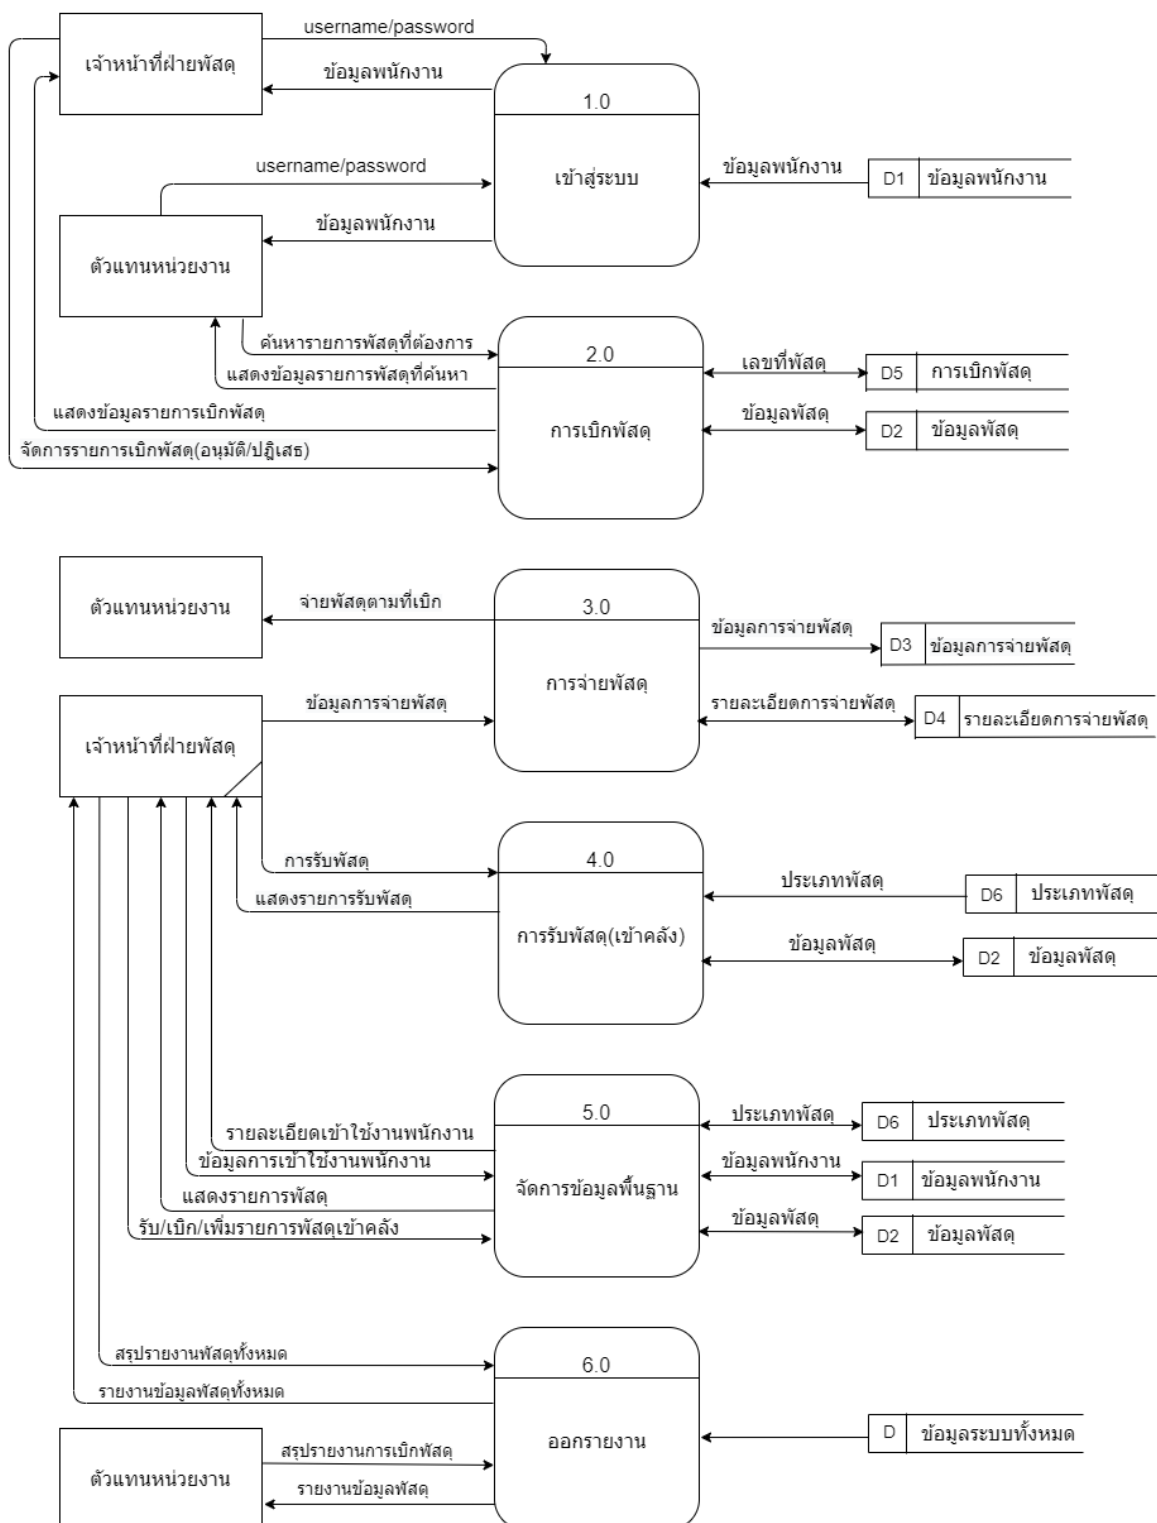 username/password
เจ้าหน้าที่ฝ่ายพัสดุ
ข้อมูลพนักงาน
1.0
username/password
เข้าสู่ระบบ
ข้อมูลพนักงาน
D1
ข้อมูลพนักงาน
ข้อมูลพนักงาน
ตัวแทนหน่วยงาน
ค้นหารายการพัสดุที่ต้องการ
2.0
แสดงข้อมูลรายการพัสดุที่ค้นหา
เลขที่พัสดุ
D5
การเบิกพัสดุ
แสดงข้อมูลรายการเบิกพัสดุ
การเบิกพัสดุ
ข้อมูลพัสดุ
D2
ข้อมูลพัสดุ
จัดการรายการเบิกพัสดุ(อนุมัติ/ปฎิเสธ)
ตัวแทนหน่วยงาน
จ่ายพัสดุตามที่เบิก
3.0
ข้อมูลการจ่ายพัสดุ
D3
ข้อมูลการจ่ายพัสดุ
การจ่ายพัสดุ
ข้อมูลการจ่ายพัสดุ
รายละเอียดการจ่ายพัสดุ
D4
รายละเอียดการจ่ายพัสดุ
เจ้าหน้าที่ฝ่ายพัสดุ
การรับพัสดุ
4.0
แสดงรายการรับพัสดุ
ประเภทพัสดุ
D6
ประเภทพัสดุ
การรับพัสดุ(เข้าคลัง)
ข้อมูลพัสดุ
D2
ข้อมูลพัสดุ
5.0
ประเภทพัสดุ
D6
ประเภทพัสดุ
รายละเอียดเข้าใช้งานพนักงาน
ข้อมูลการเข้าใช้งานพนักงาน
จัดการข้อมูลพื้นฐาน
ข้อมูลพนักงาน
D1
ข้อมูลพนักงาน
แสดงรายการพัสดุ
รับ/เบิก/เพิ่มรายการพัสดุเข้าคลัง
ข้อมูลพัสดุ
D2
ข้อมูลพัสดุ
สรุปรายงานพัสดุทั้งหมด
6.0
รายงานข้อมูลพัสดุทั้งหมด
ออกรายงาน
D
ข้อมูลระบบทั้งหมด
สรุปรายงานการเบิกพัสดุ
ตัวแทนหน่วยงาน
รายงานข้อมูลพัสดุ